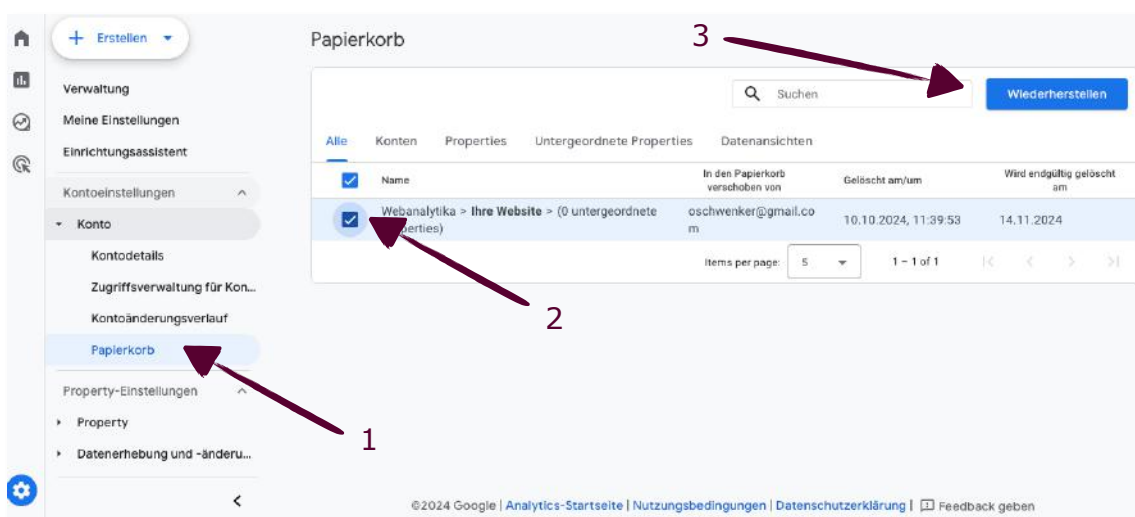 Erstellen
Verwaltung
Meine Einstellungen
Einrichtungsassistent
Kontoeinstellungen
Konto
Kontodetails
Zugriffsverwaltung für Kon...
Kontoänderungsverlauf
Papierkorb
Property-Einstellungen
Property
Datenerhebung und -änderu...
Papierkorb
Suchen
Wiederherstellen
Alle Konten Properties Untergeordnete Properties Datenansichten
Name
In den Papierkorb
verschoben von
Gelöscht am/um
Wird endgültig gelöscht
am
Webanalytika > Ihre Website > (0 untergeordnete
oschwenker@gmail.co
m
10.10.2024, 11:39:53
14.11.2024
Items per page: 5
1 – 1 of 1
1
2
3
©2024 Google | Analytics-Startseite | Nutzungsbedingungen | Datenschutzerklärung | Feedback geben